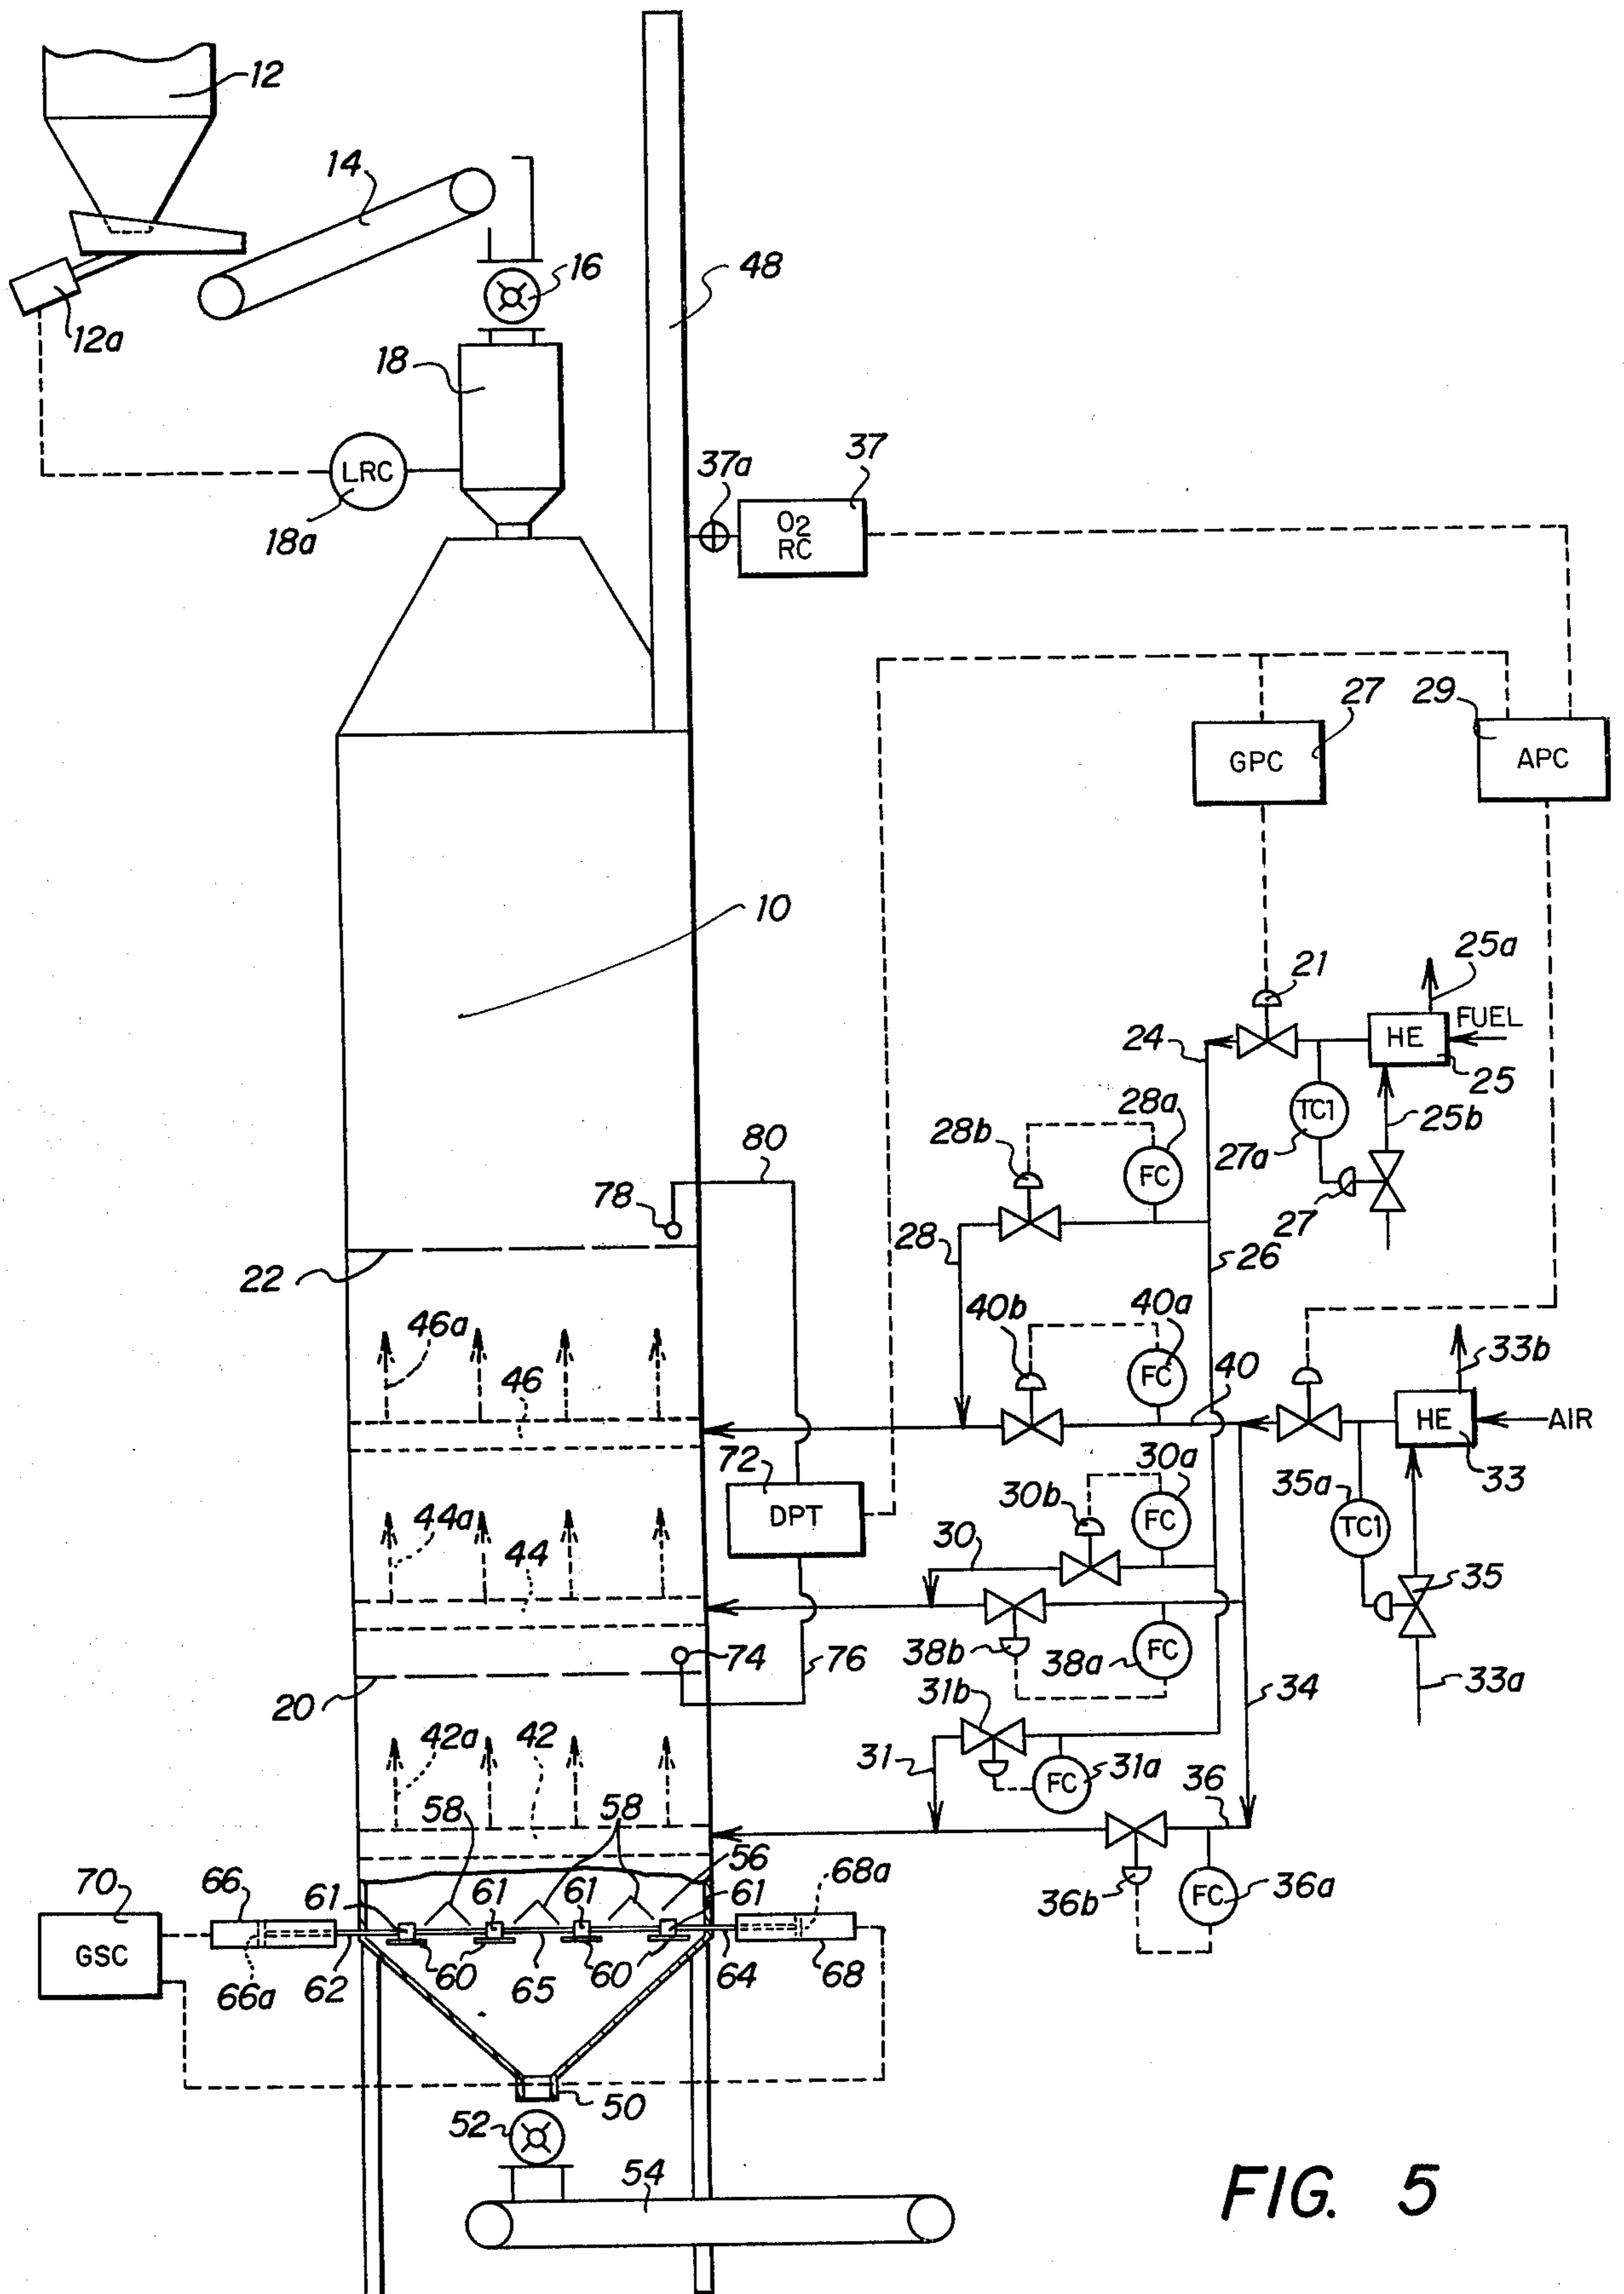 12
14
16
48
12a
18
LRC
18a
37a
37
O2
RC
10
27
GPC
29
APC
25a
21
FUEL
HE
25
24
TC1
27a
25b
27
28a
28b
FC
28
26
80
78
22
40b
40a
FC
40
33b
HE
AIR
33
46a
46
72
DPT
30a
30b
FC
30
35a
TC1
35
44a
44
38b
38a
FC
74
76
34
33a
20
31b
31
FC
31a
36
42a
42
58
58
56
36b
FC
36a
70
GSC
66
61
61
61
61
68a
66a
62
60
65
60
64
68
50
52
54
FIG. 5